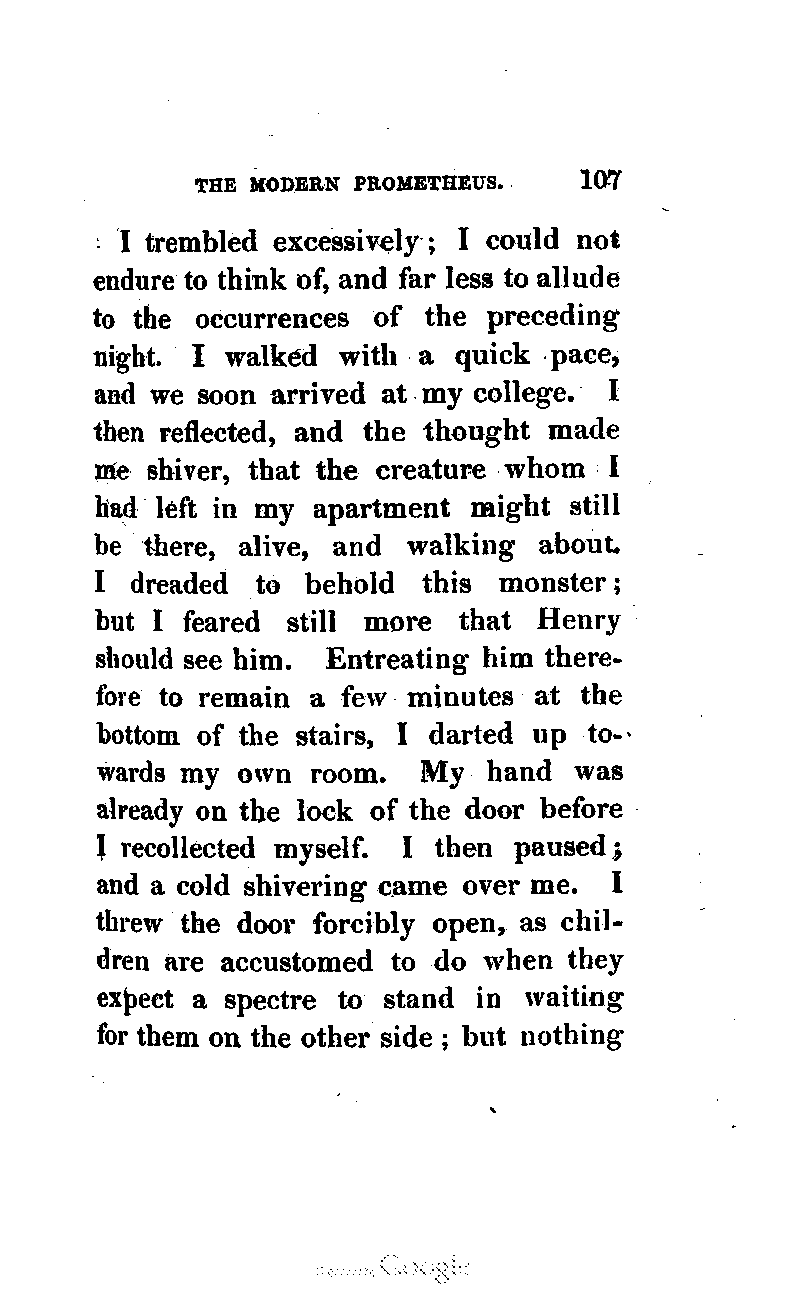 THE MODERN PROMETHEUS. 107
I trembled excessively; I could not
endure to think of, and far less to allude
to the occurrences of the preceding
night. I walked with a quick pace,
and we soon arrived at my college. I
then reflected, and the thought made
me shiver, that the creature whom I
had left in my apartment might still
be there, alive, and walking about.
I dreaded to behold this monster;
but I feared still more that Henry
should see him. Entreating him there-
fore to remain a few minutes at the
bottom of the stairs, I darted up to-
wards my own room. My hand was
already on the lock of the door before
I recollected myself. I then paused;
and a cold shivering came over me. I
threw the door forcibly open, as chil-
dren are accustomed to do when they
expect a spectre to stand in waiting
for them on the other side; but nothing
Google